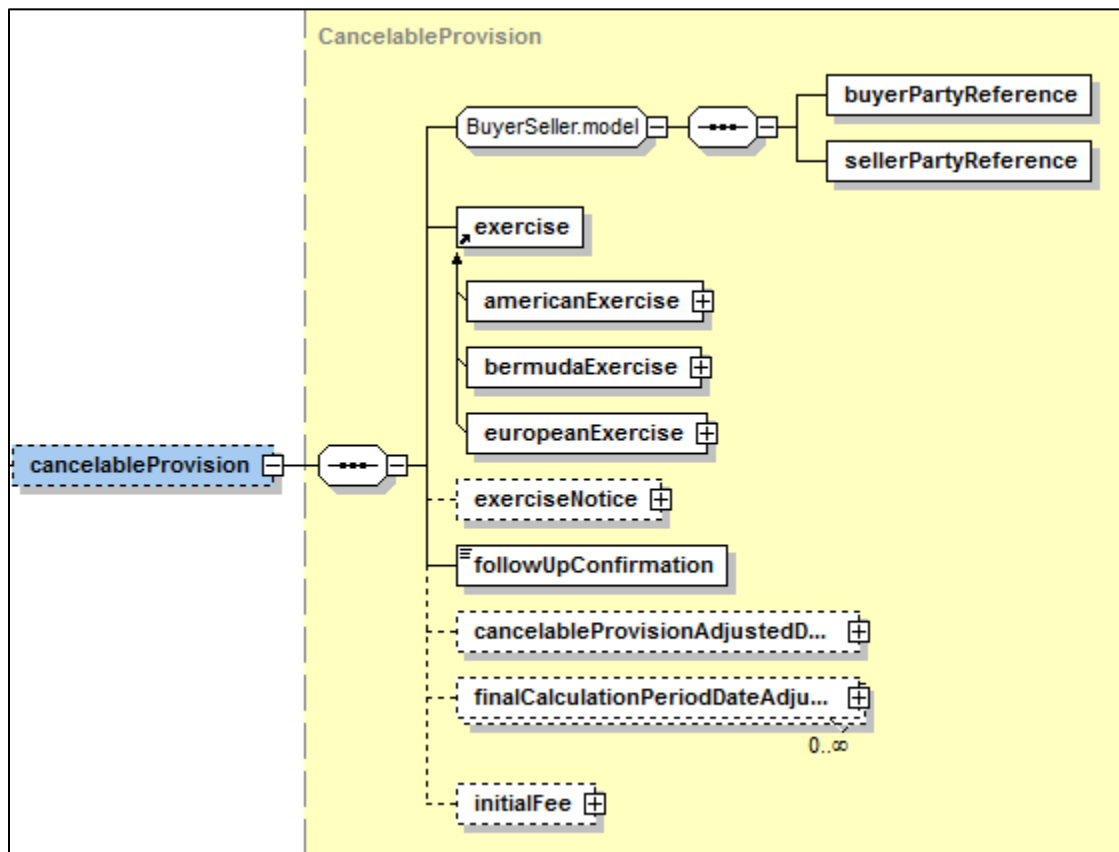 CancelableProvision
BuyerSeller.model
buyerPartyReference
sellerPartyReference
exercise
americanExercise
bermudaExercise
europeanExercise
cancelableProvision
exerciseNotice
followUpConfirmation
cancelableProvisionAdjustedD...
finalCalculationPeriodDateAdju...
0..∞
initialFee